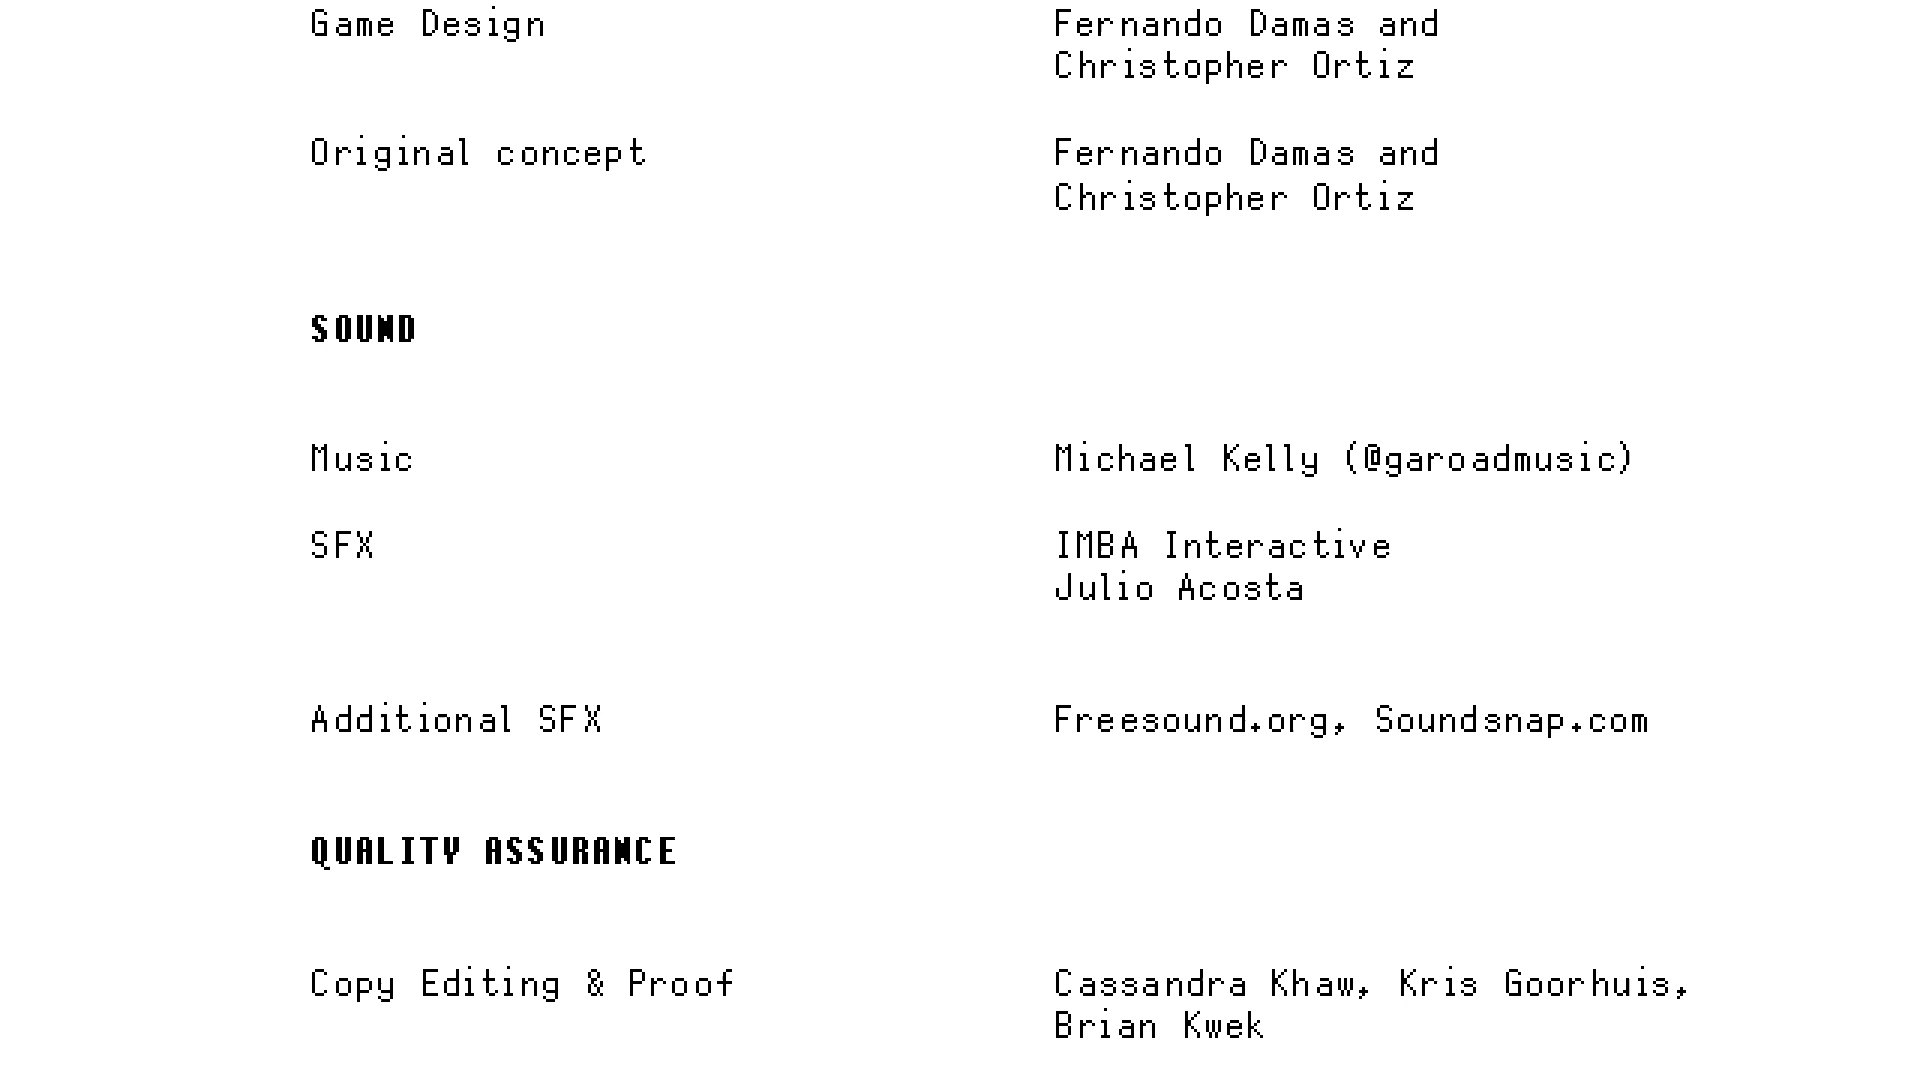 Game Design Fernando Damas and
Christopher Ortiz
Original concept Fernando Damas and
Christopher Ortiz
SOUND
Music Michael Kelly (@garoadmusic)
SFX IMBA Interactive
Julio Acosta
Additional SFX Freesound.org, Soundsnap.com
QUALITY ASSURANCE
Copy Editing & Proof Cassandra Khaw, Kris Goorhuis,
Brian Kwek